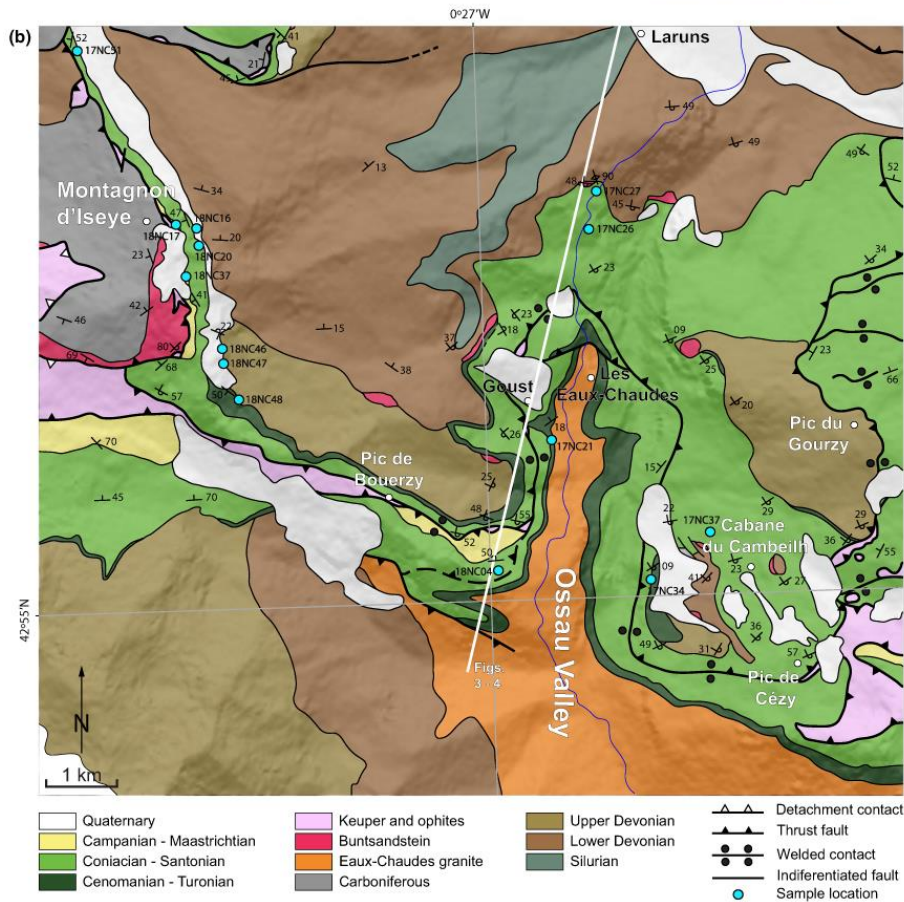 0°27'W
(b)
52
17NC51
41
21
45
Laruns
49
49
49
52
13
Montagnon
d'Iseye
34
47
18NC16
18NC17
20
18NC20
23
18NC37
41
42
46
69
80
68
57
22
18NC46
18NC47
50
18NC48
15
38
37
48
90
17NC27
45
17NC26
23
34
23
18
09
25
23
66
Goust
Les
Eaux-Chaudes
20
Pic du
Gourzy
26
18
17NC21
15
25
70
45
70
Pic de
Bouerzy
48
55
52
50
18NC04
22
17NC37
29
29
36
55
Cabane
du Cambeilh
23
09
41
27
17NC34
36
49
31
57
Pic de
Cézy
42°55'N
Ossau Valley
Figs.
3 - 4
N
1 km
Quaternary
Campanian - Maastrichtian
Coniacian - Santonian
Cenomanian - Turonian
Keuper and ophites
Buntsandstein
Eaux-Chaudes granite
Carboniferous
Upper Devonian
Lower Devonian
Silurian
Detachment contact
Thrust fault
Welded contact
Indiferentiated fault
Sample location